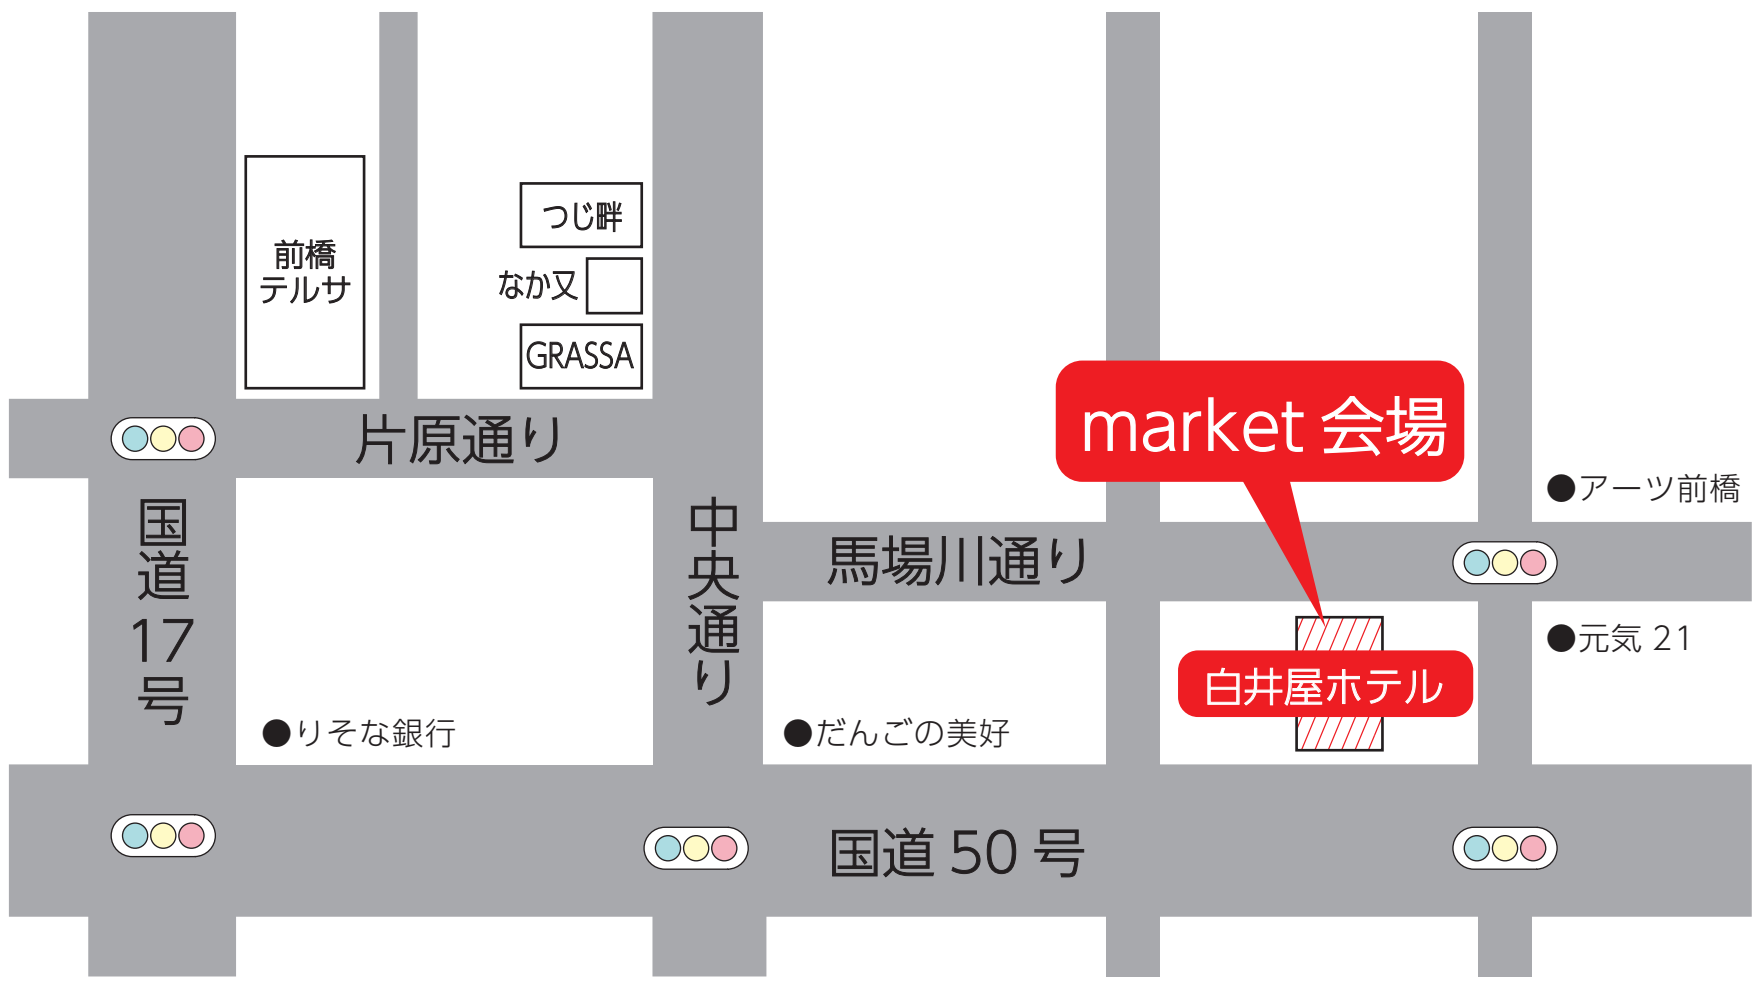 つじ畔
前橋
テルサ
なか又
GRASSA
market 会場
片原通り
●アーツ前橋
国道17号
中央通り
馬場川通り
●元気 21
白井屋ホテル
●りそな銀行
●だんごの美好
国道 50 号